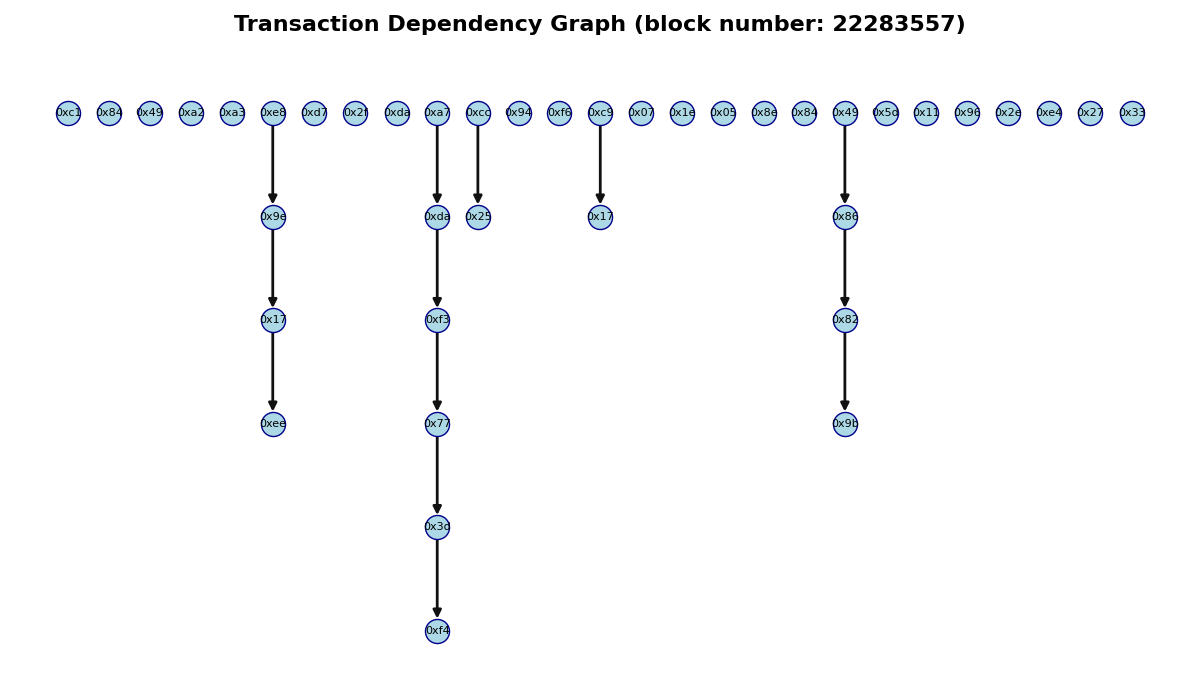 Transaction Dependency Graph (block number: 22283557)
0xc1 0x84 0x49 0xa2 0xa3 0xe8 0xd7 0x2f 0xda 0xa7 0xcc 0x94 0xf6 0xc9 0x07 0x1e 0x05 0x8e 0x84 0x49 0x11 0x96 0x2e 0xe4 0x27 0x33
0x9e 0xda 0x25 0x17 0x86
0x17 0xf3 0x82
0xee 0x77 0x9b
0x3d
0xf4